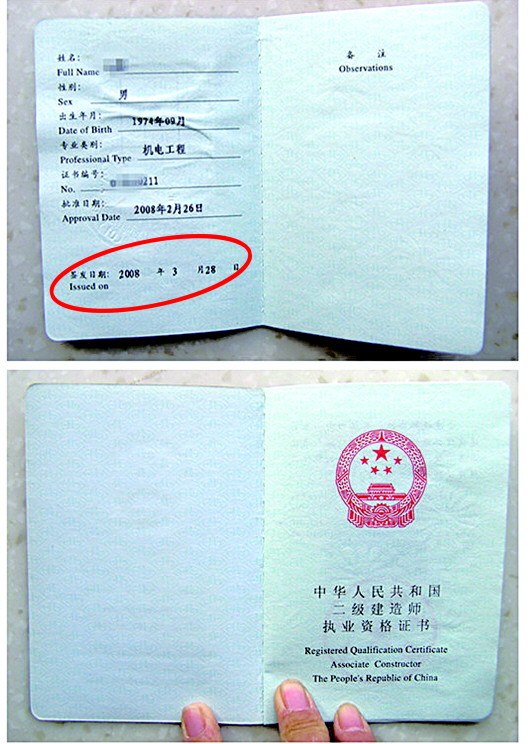 姓名:
Full Name
性别:
Sex 男
出生年月:
Date of Birth 1974年09月
专业类别:
Professional Type 机电工程
证书编号:
No. 0211
批准日期:
Approval Date 2008年2月26日
签发日期: 2008 年 3 月 28 日
Issued on
备 注
Observations
中华人民共和国
二级建造师
执业资格证书
Registered Qualification Certificate
Associate Constructor
The People's Republic of China